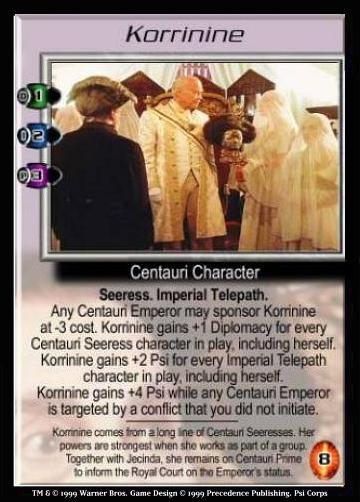 Korrinine
D 1
I 2
P 3
Centauri Character
Seeress. Imperial Telepath.
Any Centauri Emperor may sponsor Korrinine
at -3 cost. Korrinine gains +1 Diplomacy for every
Centauri Seeress character in play, including herself.
Korrinine gains +2 Psi for every Imperial Telepath
character in play, including herself.
Korrinine gains +4 Psi while any Centauri Emperor
is targeted by a conflict that you did not initiate.
Korrinine comes from a long line of Centauri Seeresses. Her
powers are strongest when she works as part of a group.
Together with Jecinda, she remains on Centauri Prime
to inform the Royal Court on the Emperor's status.
8
TM & © 1999 Warner Bros. Game Design © 1999 Precedence Publishing. Psi Corps